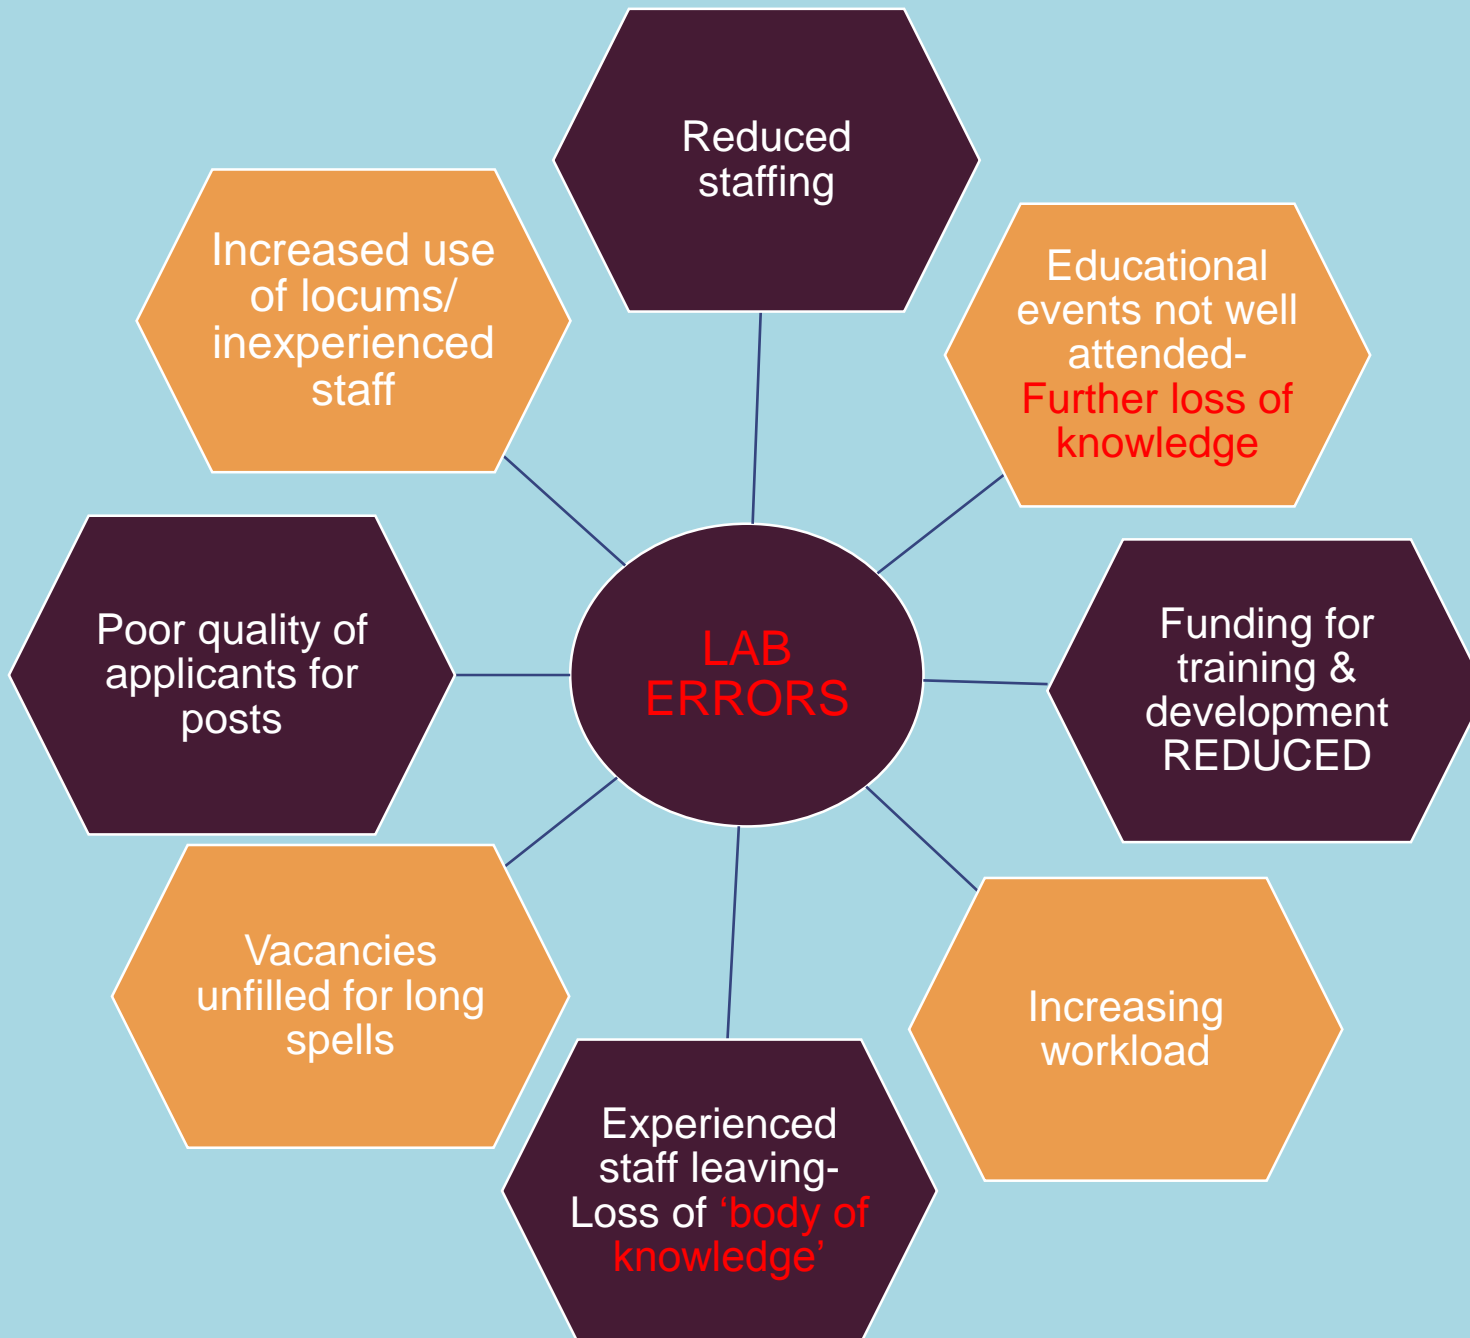 Reduced
staffing
Educational
events not well
attended-
Further loss of
knowledge
Funding for
training &
development
REDUCED
Increasing
workload
Experienced
staff leaving-
Loss of ‘body of
knowledge’
Vacancies
unfilled for long
spells
Poor quality of
applicants for
posts
Increased use
of locums/
inexperienced
staff
LAB
ERRORS